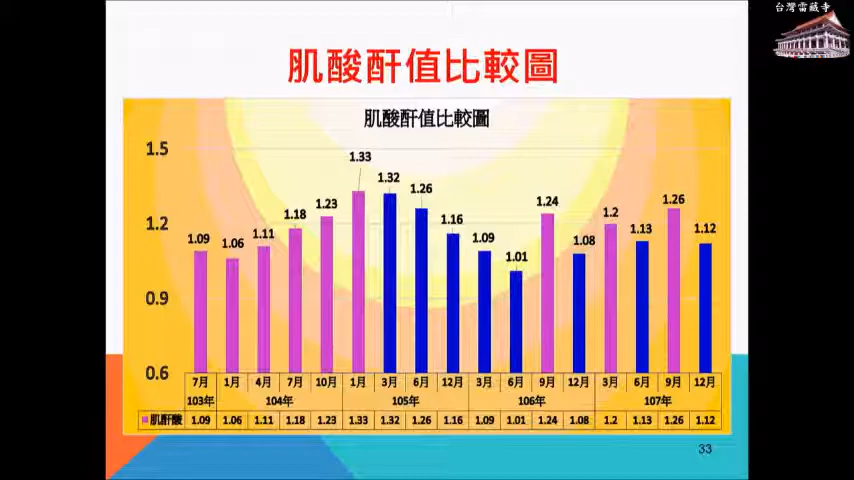 台灣雷藏寺
肌酸酐值比較圖
肌酸酐值比較圖
1.5
1.2
0.9
0.6
1.09 1.06 1.11 1.18 1.23 1.33 1.32 1.26 1.16 1.09 1.01 1.24 1.08 1.2 1.13 1.26 1.12
7月 1月 4月 7月 10月 1月 3月 6月 12月 3月 6月 9月 12月 3月 6月 9月 12月
103年 104年 105年 106年 107年
肌酐酸 1.09 1.06 1.11 1.18 1.23 1.33 1.32 1.26 1.16 1.09 1.01 1.24 1.08 1.2 1.13 1.26 1.12
33